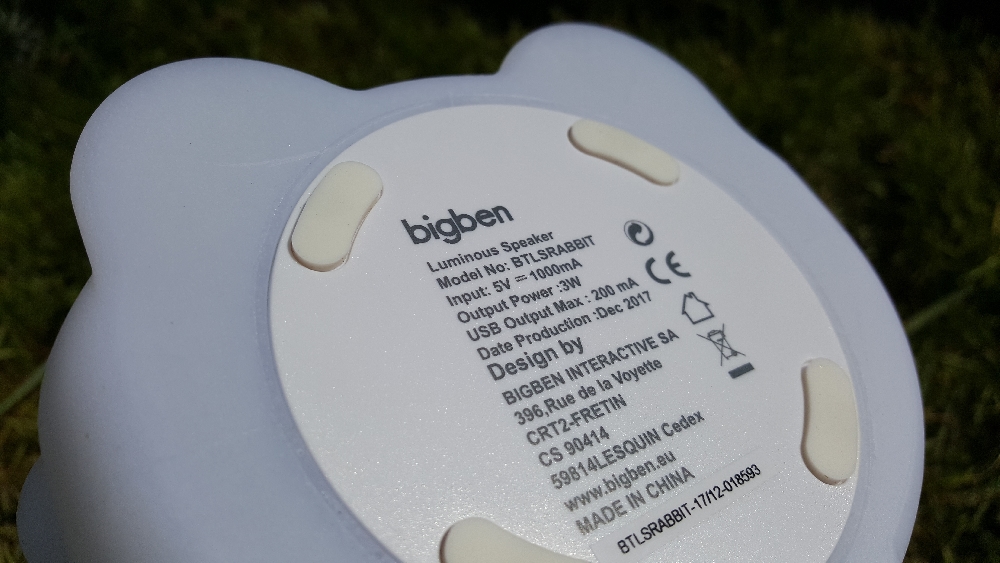 bigben
Luminous Speaker
Model No: BTLSRABBIT
Input: 5V ⎓ 1000mA
Output Power :3W
USB Output Max : 200 mA
Date Production :Dec 2017
Design by
BIGBEN INTERACTIVE SA
396,Rue de la Voyette
CRT2-FRETIN
CS 90414
59814LESQUIN Cedex
www.bigben.eu
MADE IN CHINA
BTLSRABBIT-17/12-018593
CE